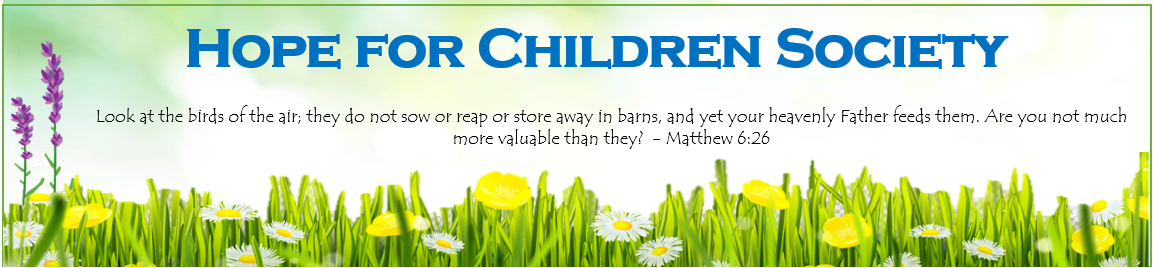 Hope for Children Society
Look at the birds of the air; they do not sow or reap or store away in barns, and yet your heavenly Father feeds them. Are you not much
more valuable than they?  - Matthew 6:26